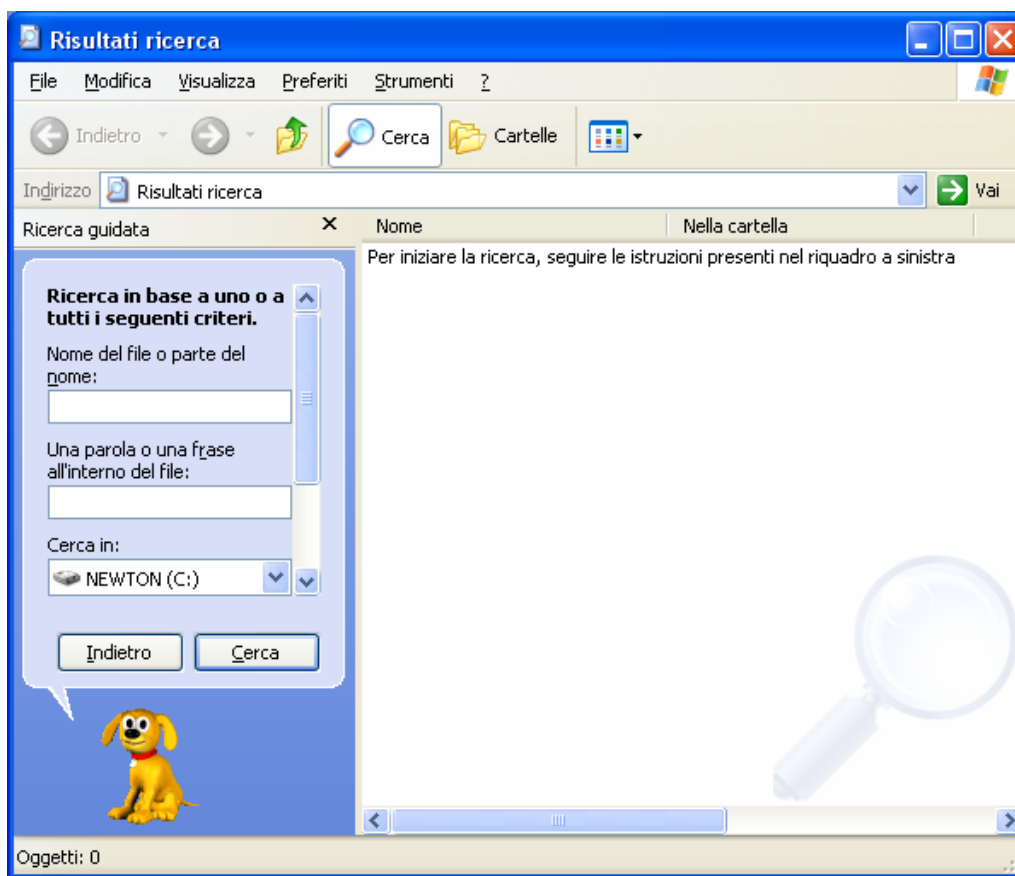 Risultati ricerca
File Modifica Visualizza Preferiti Strumenti ?
Indietro Cerca Cartelle
Indirizzo Risultati ricerca Vai
Ricerca guidata
Nome Nella cartella
Per iniziare la ricerca, seguire le istruzioni presenti nel riquadro a sinistra
Ricerca in base a uno o a
tutti i seguenti criteri.
Nome del file o parte del
nome:
Una parola o una frase
all'interno del file:
Cerca in:
NEWTON (C:)
Indietro Cerca
Oggetti: 0